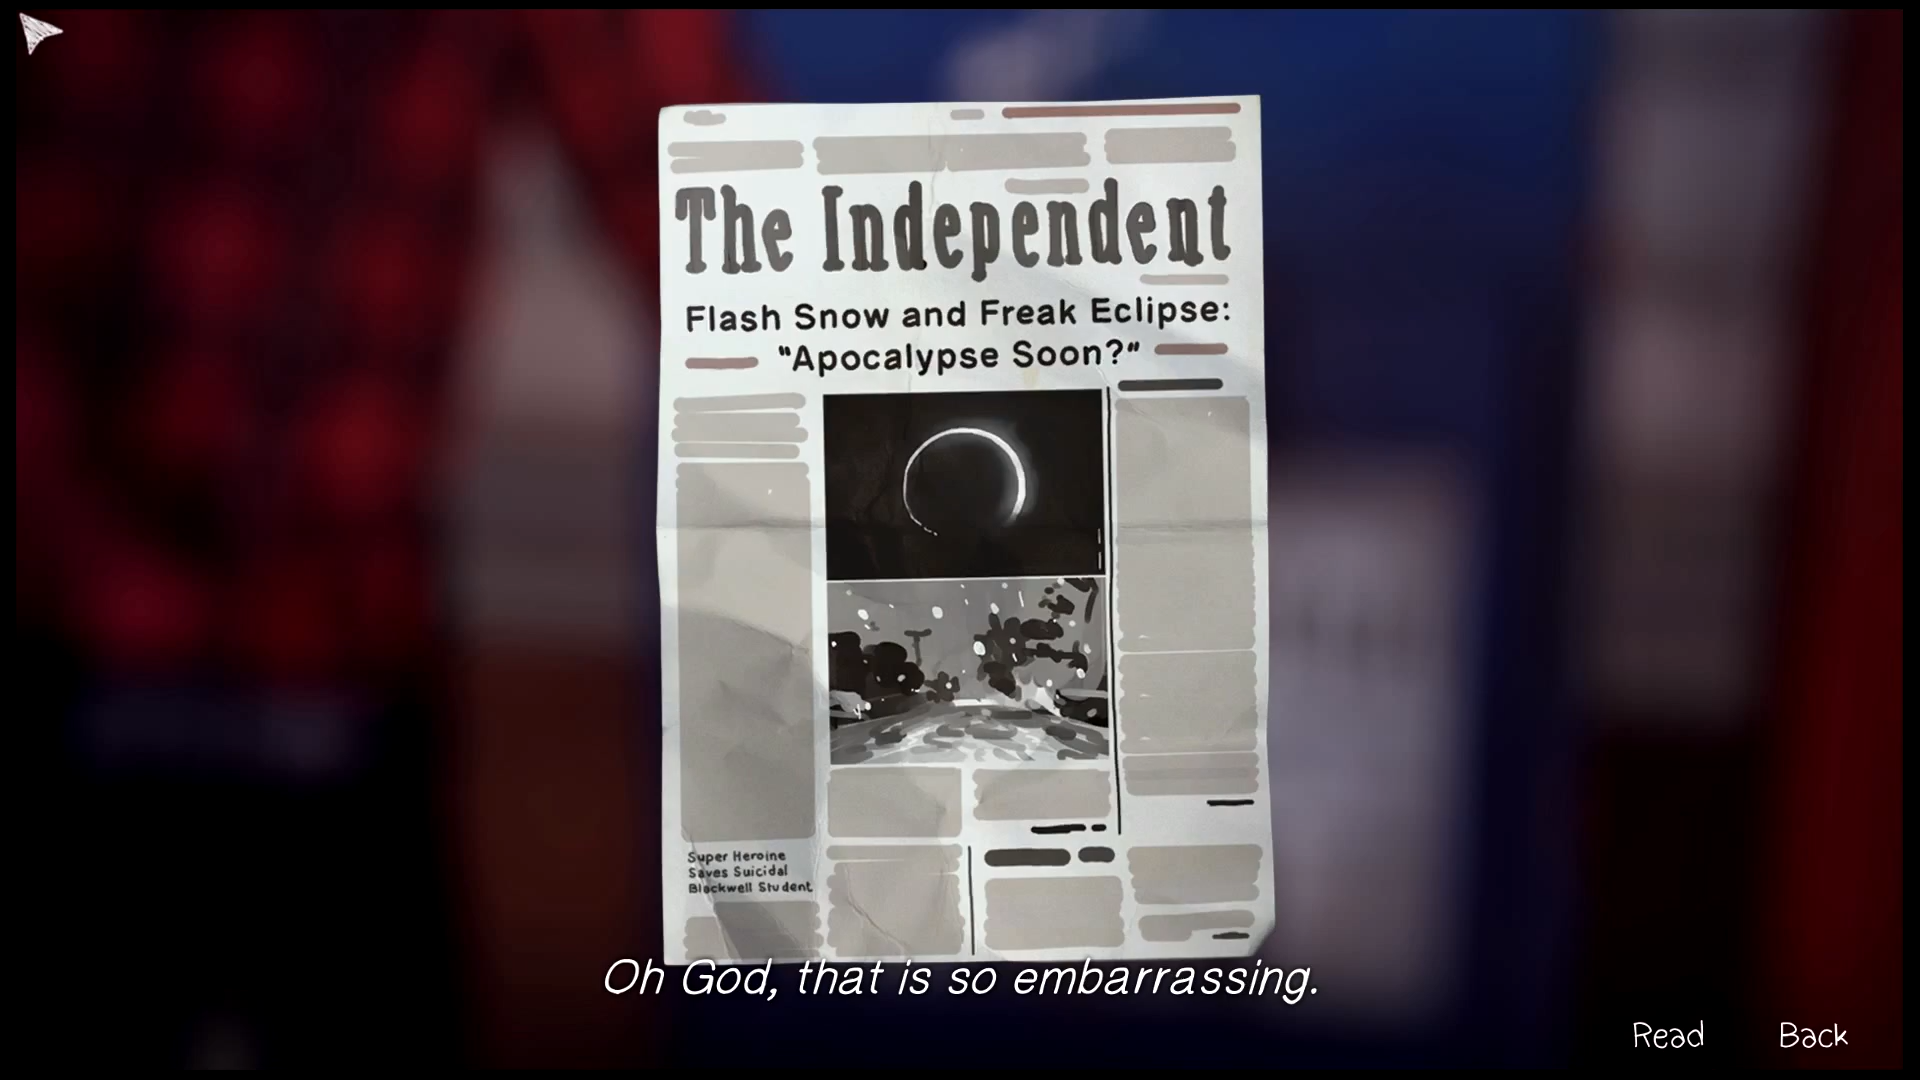 The Independent
Flash Snow and Freak Eclipse:
"Apocalypse Soon?"
Super Heroine
Saves Suicidal
Blackwell Student
Oh God, that is so embarrassing.
Read Back